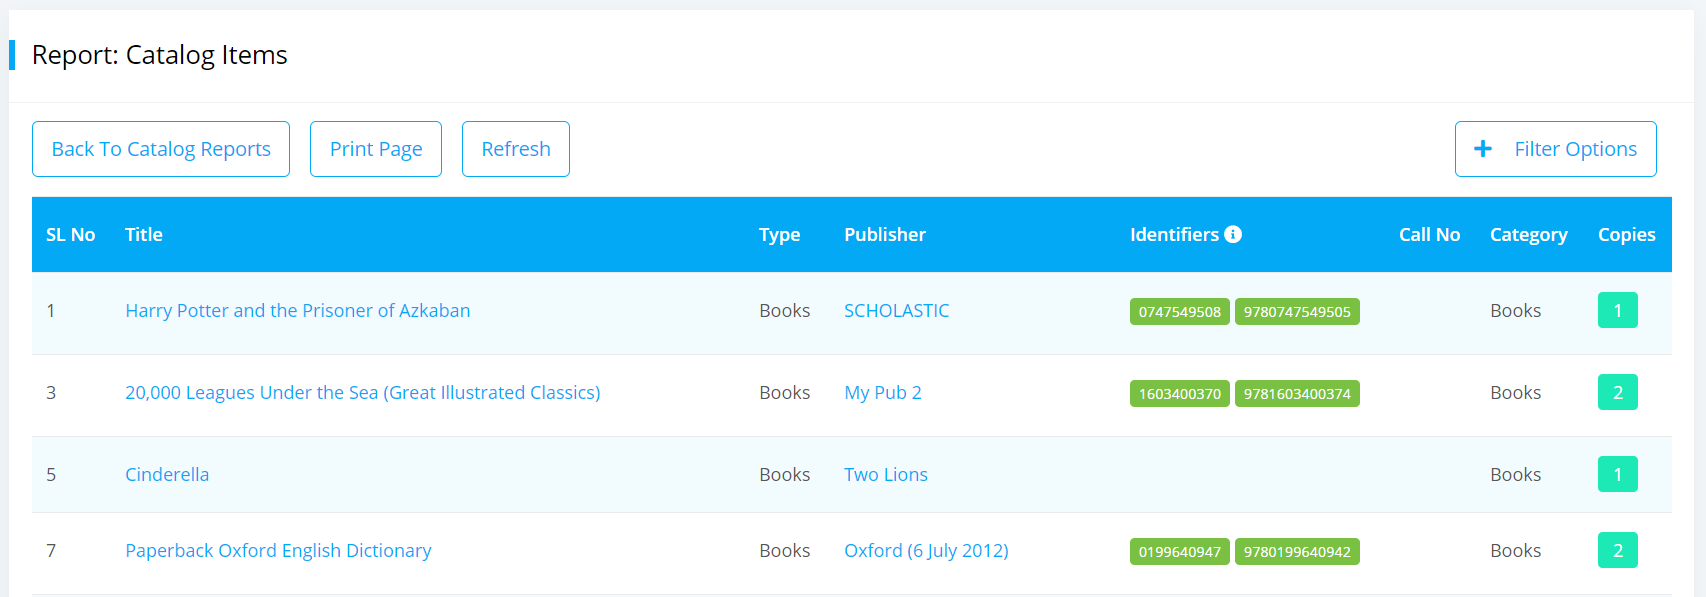 Report: Catalog Items
Back To Catalog Reports Print Page Refresh Filter Options
SL No Title Type Publisher Identifiers Call No Category Copies
1 Harry Potter and the Prisoner of Azkaban Books SCHOLASTIC 0747549508 9780747549505 Books 1
3 20,000 Leagues Under the Sea (Great Illustrated Classics) Books My Pub 2 1603400370 9781603400374 Books 2
5 Cinderella Books Two Lions Books 1
7 Paperback Oxford English Dictionary Books Oxford (6 July 2012) 0199640947 9780199640942 Books 2